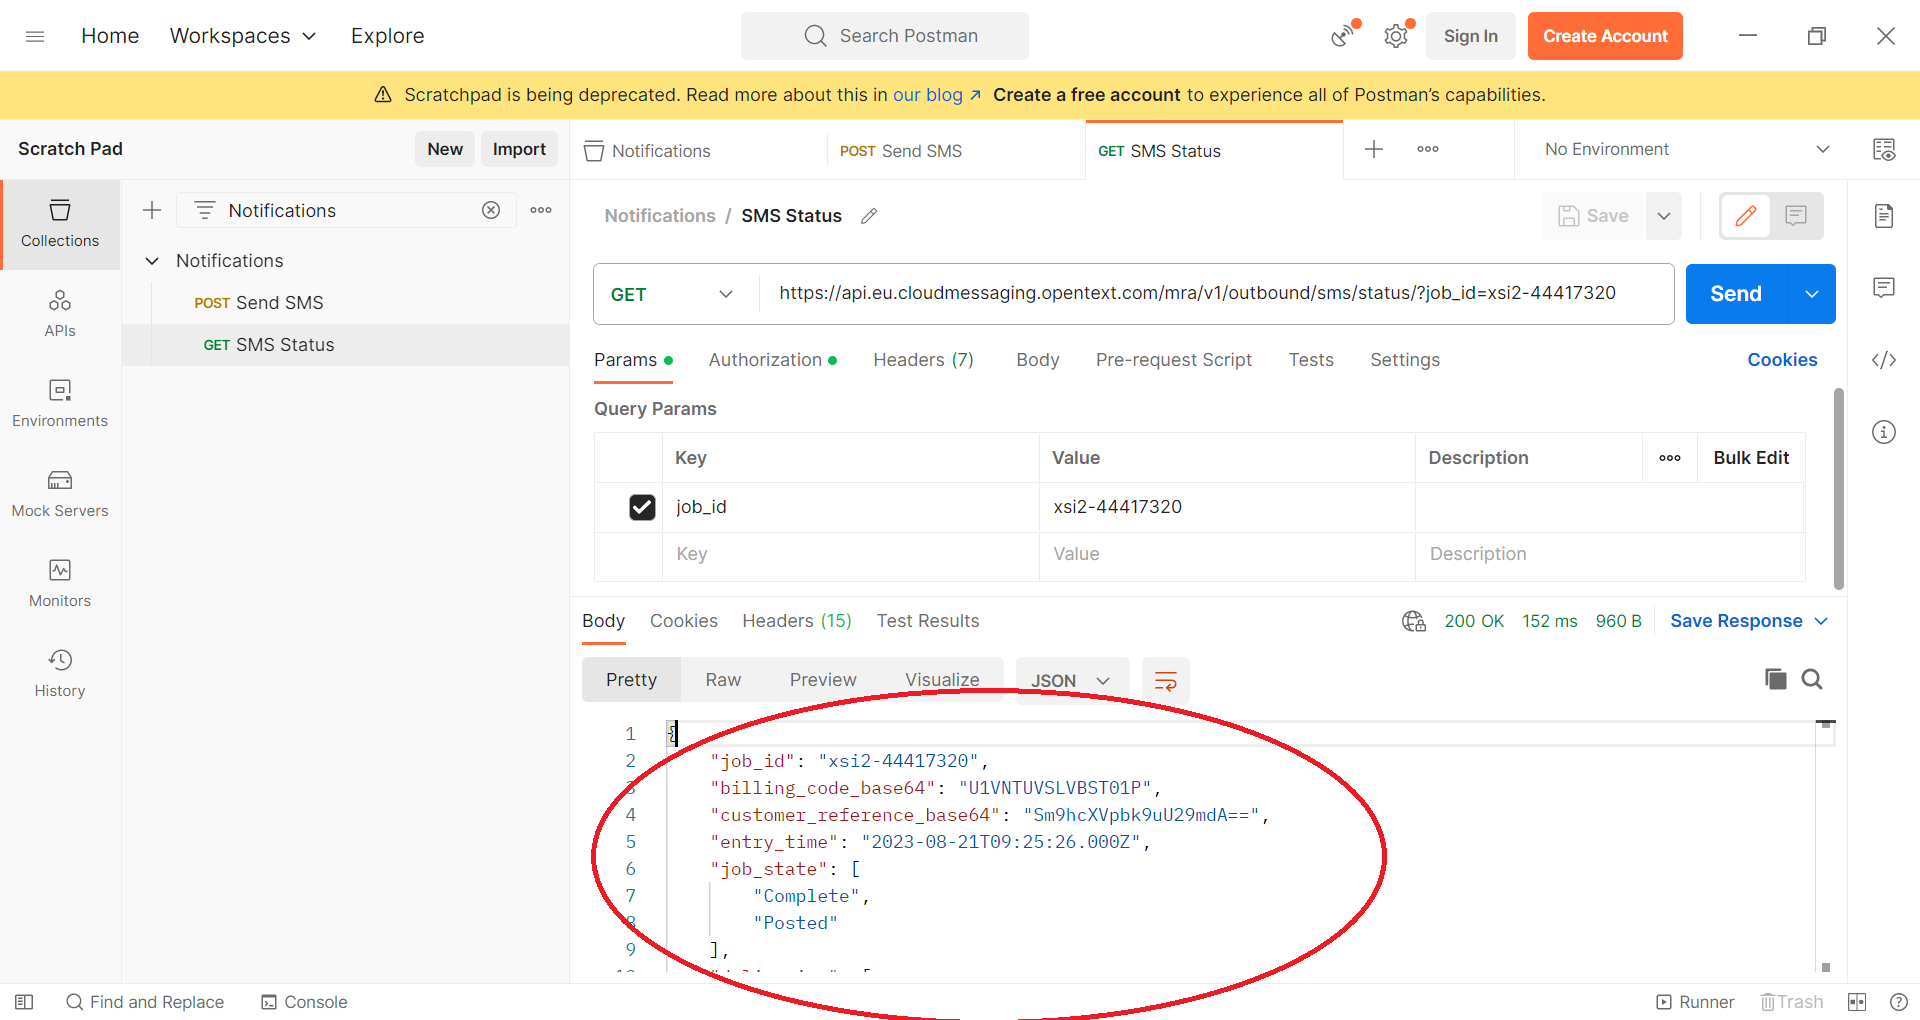 Home Workspaces Explore Search Postman Sign In Create Account
Scratchpad is being deprecated. Read more about this in our blog ↗ Create a free account to experience all of Postman's capabilities.
Scratch Pad New Import Notifications POST Send SMS GET SMS Status No Environment
Collections
APIs
Environments
Mock Servers
Monitors
History
Notifications
Notifications
POST Send SMS
GET SMS Status
Notifications / SMS Status Save
GET https://api.eu.cloudmessaging.opentext.com/mra/v1/outbound/sms/status/?job_id=xsi2-44417320 Send
Params Authorization Headers (7) Body Pre-request Script Tests Settings Cookies
Query Params
Key Value Description Bulk Edit
job_id xsi2-44417320
Key Value Description
Body Cookies Headers (15) Test Results 200 OK 152 ms 960 B Save Response
Pretty Raw Preview Visualize JSON
1 {
2 "job_id": "xsi2-44417320",
3 "billing_code_base64": "U1VNTUVSLVBST01P",
4 "customer_reference_base64": "Sm9hcXVpbk9uU29mdA==",
5 "entry_time": "2023-08-21T09:25:26.000Z",
6 "job_state": [
7 "Complete",
8 "Posted"
9 ],
Find and Replace Console Runner Trash